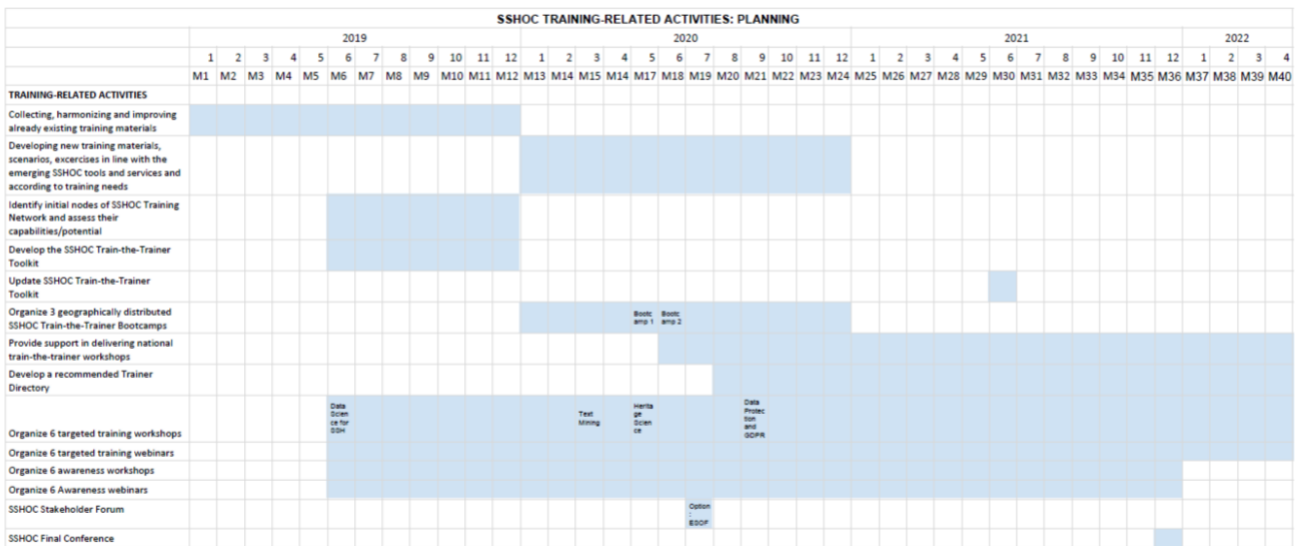 SSHOC TRAINING-RELATED ACTIVITIES: PLANNING
2019 2020 2021 2022
1 2 3 4 5 6 7 8 9 10 11 12 1 2 3 4 5 6 7 8 9 10 11 12 1 2 3 4 5 6 7 8 9 10 11 12 1 2 3 4
M1 M2 M3 M4 M5 M6 M7 M8 M9 M10 M11 M12 M13 M14 M15 M14 M17 M18 M19 M20 M21 M22 M23 M24 M25 M26 M27 M28 M29 M30 M31 M32 M33 M34 M35 M36 M37 M38 M39 M40
TRAINING-RELATED ACTIVITIES
Collecting, harmonizing and improving
already existing training materials
Developing new training materials,
scenarios, excercises in line with the
emerging SSHOC tools and services and
according to training needs
Identify initial nodes of SSHOC Training
Network and assess their
capabilities/potential
Develop the SSHOC Train-the-Trainer
Toolkit
Update SSHOC Train-the-Trainer
Toolkit
Organize 3 geographically distributed
SSHOC Train-the-Trainer Bootcamps
Bootc
amp 1
Bootc
amp 2
Provide support in delivering national
train-the-trainer workshops
Develop a recommended Trainer
Directory
Organize 6 targeted training workshops
Data
Scien
ce for
SSH
Text
Mining
Herita
ge
Scien
ce
Data
Protec
tion
and
GDPR
Organize 6 targeted training webinars
Organize 6 awareness workshops
Organize 6 Awareness webinars
SSHOC Stakeholder Forum
Option
:
ESOF
SSHOC Final Conference